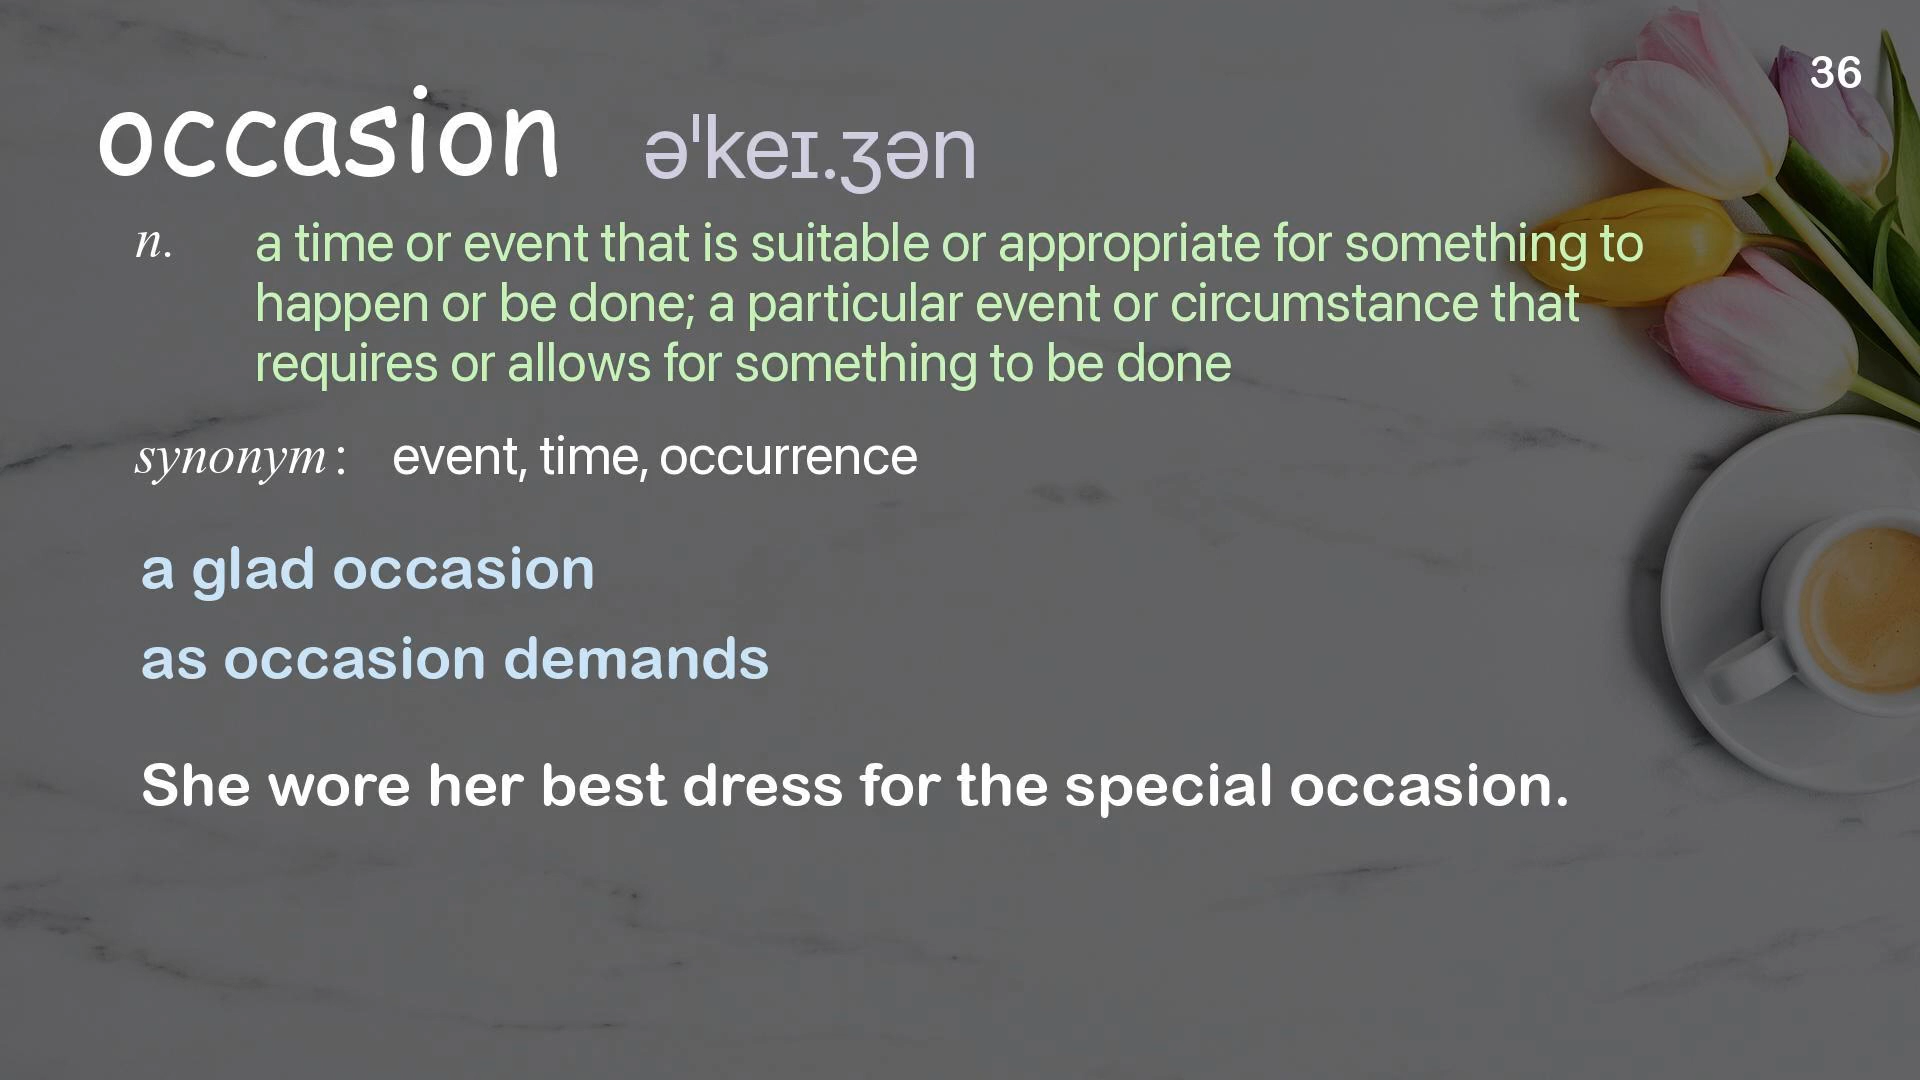 36
occasion əˈkeɪ.ʒən
n. a time or event that is suitable or appropriate for something to
happen or be done; a particular event or circumstance that
requires or allows for something to be done
synonym: event, time, occurrence
a glad occasion
as occasion demands
She wore her best dress for the special occasion.